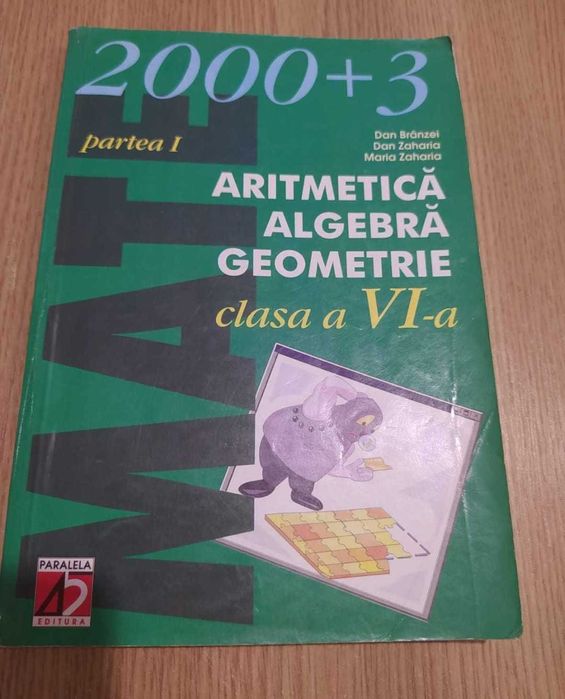 2000+3
partea I
Dan Brânzei
Dan Zaharia
Maria Zaharia
ARITMETICĂ
ALGEBRĂ
GEOMETRIE
clasa a VI-a
MATE
PARALELA
45
EDITURA